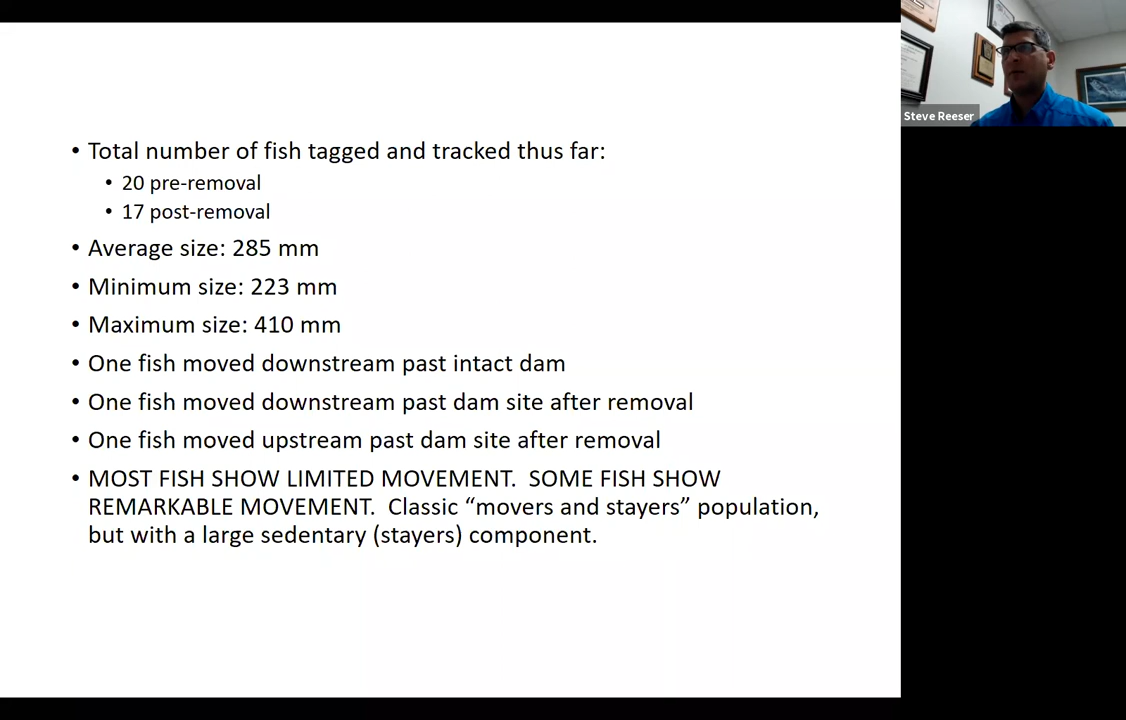 • Total number of fish tagged and tracked thus far:
• 20 pre-removal
• 17 post-removal
• Average size: 285 mm
• Minimum size: 223 mm
• Maximum size: 410 mm
• One fish moved downstream past intact dam
• One fish moved downstream past dam site after removal
• One fish moved upstream past dam site after removal
• MOST FISH SHOW LIMITED MOVEMENT.  SOME FISH SHOW
REMARKABLE MOVEMENT.  Classic “movers and stayers” population,
but with a large sedentary (stayers) component.
Steve Reeser